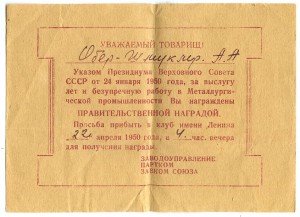 УВАЖАЕМЫЙ ТОВАРИЩ!
Обер-Шмуклер. А.А
Указом Президиума Верховного Совета
СССР от 24 января 1950 года, за выслугу
лет и безупречную работу в Металлурги-
ческой промышленности Вы награждены
ПРАВИТЕЛЬСТВЕННОЙ НАГРАДОЙ.
Просьба прибыть в клуб имени Ленина
22 апреля 1950 года, в 4 час. вечера
для получения награды.
ЗАВОДОУПРАВЛЕНИЕ
ПАРТКОМ
ЗАВКОМ СОЮЗА